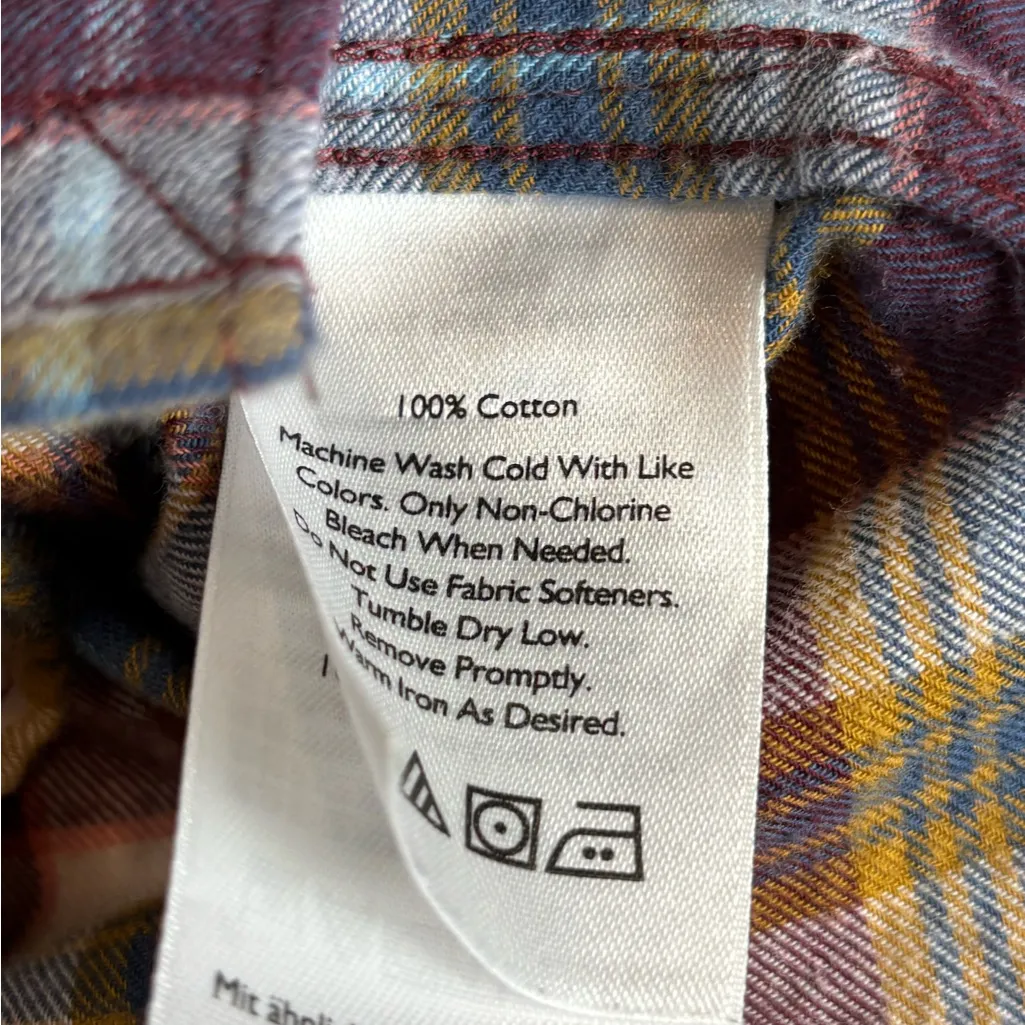 100% Cotton
Machine Wash Cold With Like
Colors. Only Non-Chlorine
Bleach When Needed.
Do Not Use Fabric Softeners.
Tumble Dry Low.
Remove Promptly.
Warm Iron As Desired.
Mit